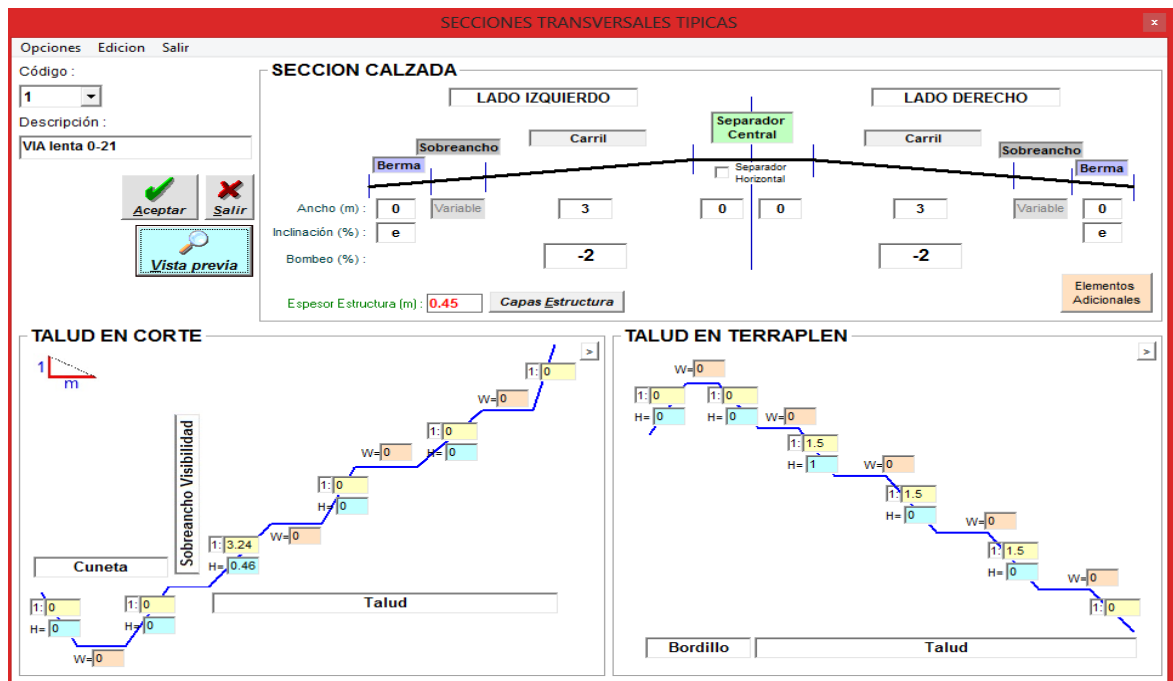 SECCIONES TRANSVERSALES TIPICAS
x
Opciones Edicion Salir
Código :
1
Descripción :
VIA lenta 0-21
Aceptar Salir
Vista previa
SECCION CALZADA
LADO IZQUIERDO LADO DERECHO
Separador
Central
Carril Carril
Sobreancho Sobreancho
Berma Berma
Separador
Horizontal
Ancho (m) : 0 Variable 3 0 0 3 Variable 0
Inclinación (%) : e e
Bombeo (%) : -2 -2
Espesor Estructura (m) : 0.45 Capas Estructura
Elementos
Adicionales
TALUD EN CORTE
>
1
m
1: 0
W= 0
1: 0
H= 0
W= 0
1: 0
H= 0
W= 0
Sobreancho Visibilidad
1: 3.24
H= 0.46
Cuneta
1: 0 1: 0
H= 0 H= 0
W= 0
Talud
TALUD EN TERRAPLEN
>
W= 0
1: 0 1: 0
H= 0 H= 0 W= 0
1: 1.5
H= 1 W= 0
1: 1.5
H= 0 W= 0
1: 1.5
H= 0 W= 0
1: 0
Bordillo Talud